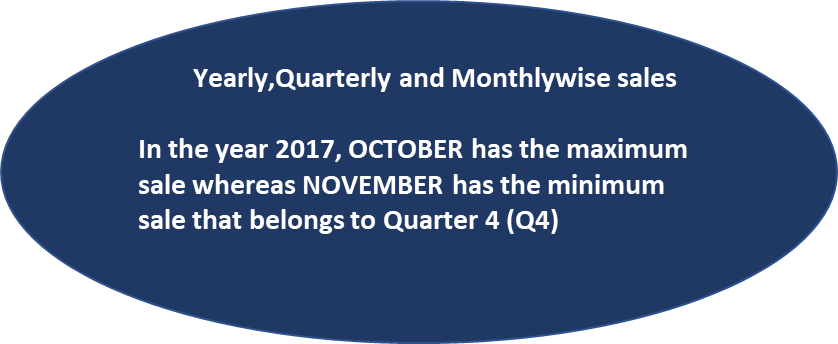 Yearly,Quarterly and Monthlywise sales
In the year 2017, OCTOBER has the maximum
sale whereas NOVEMBER has the minimum
sale that belongs to Quarter 4 (Q4)